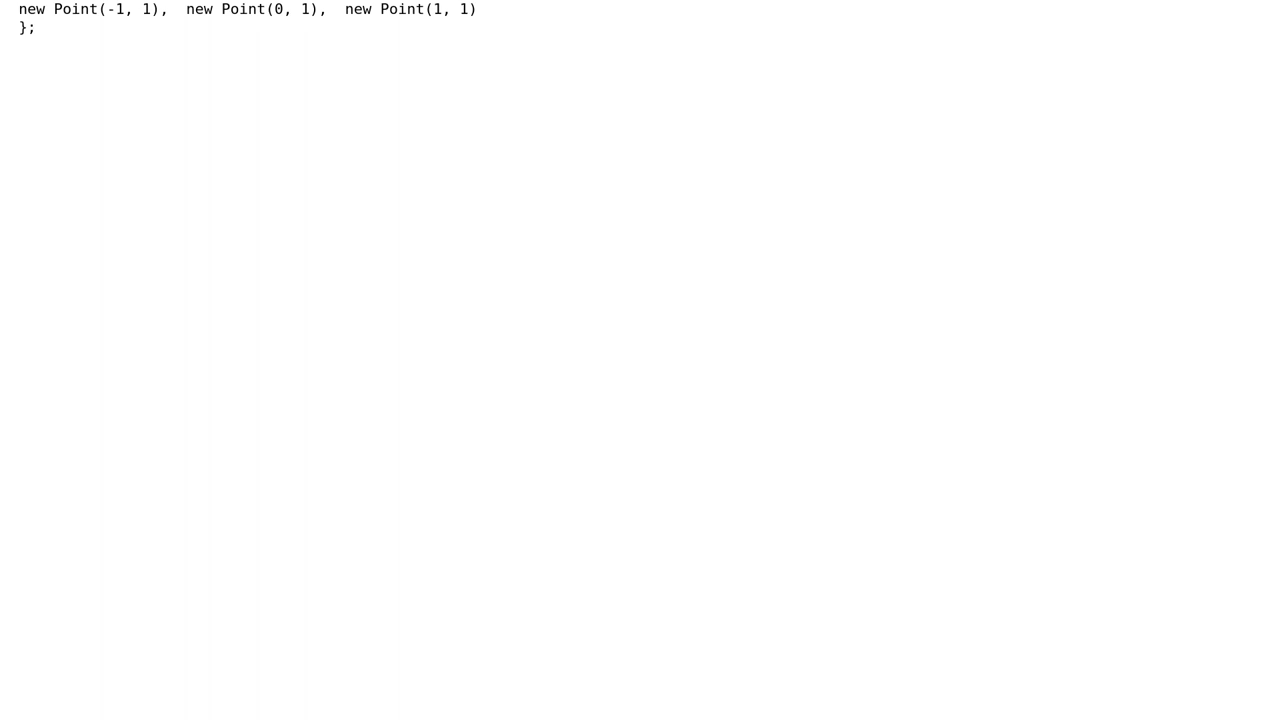 new Point(-1, 1),  new Point(0, 1),  new Point(1, 1)
};